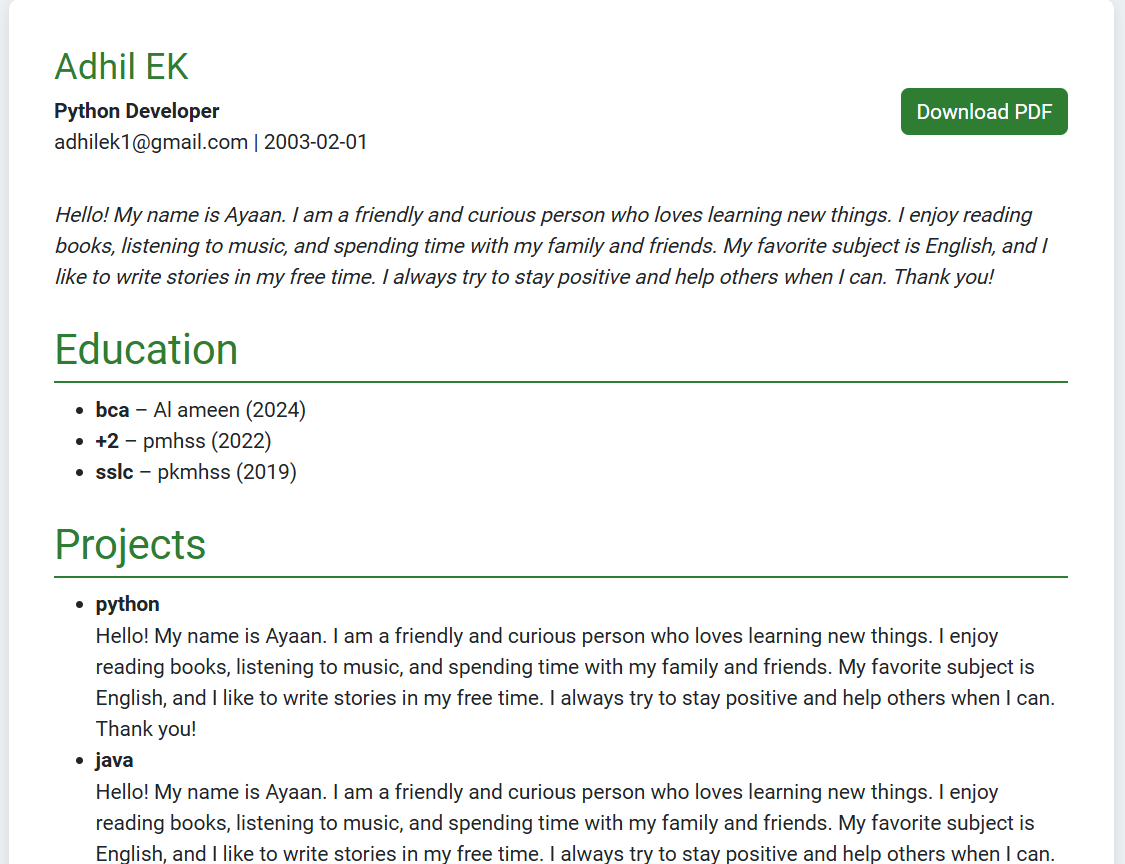 Adhil EK
Python Developer
Download PDF
adhilek1@gmail.com | 2003-02-01
Hello! My name is Ayaan. I am a friendly and curious person who loves learning new things. I enjoy reading
books, listening to music, and spending time with my family and friends. My favorite subject is English, and I
like to write stories in my free time. I always try to stay positive and help others when I can. Thank you!
Education
• bca – Al ameen (2024)
• +2 – pmhss (2022)
• sslc – pkmhss (2019)
Projects
• python
Hello! My name is Ayaan. I am a friendly and curious person who loves learning new things. I enjoy
reading books, listening to music, and spending time with my family and friends. My favorite subject is
English, and I like to write stories in my free time. I always try to stay positive and help others when I can.
Thank you!
• java
Hello! My name is Ayaan. I am a friendly and curious person who loves learning new things. I enjoy
reading books, listening to music, and spending time with my family and friends. My favorite subject is
English, and I like to write stories in my free time. I always try to stay positive and help others when I can.